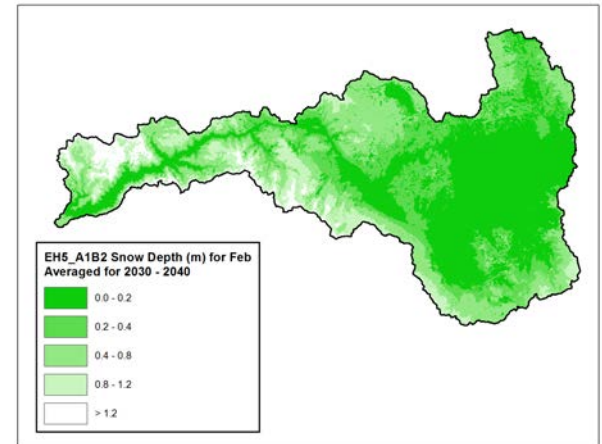 EH5_A1B2 Snow Depth (m) for Feb
Averaged for 2030 - 2040
0.0 - 0.2
0.2 - 0.4
0.4 - 0.8
0.8 - 1.2
> 1.2